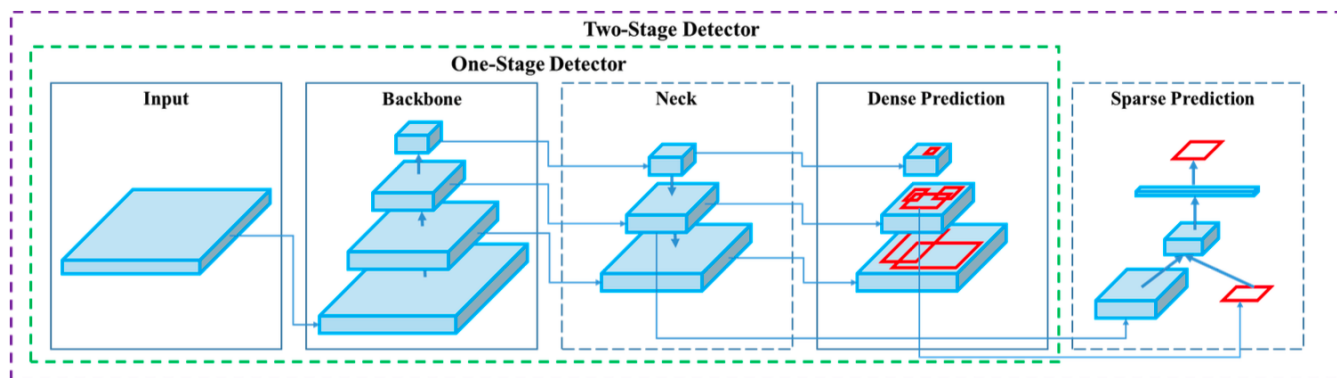 Two-Stage Detector
One-Stage Detector
Input
Backbone
Neck
Dense Prediction
Sparse Prediction